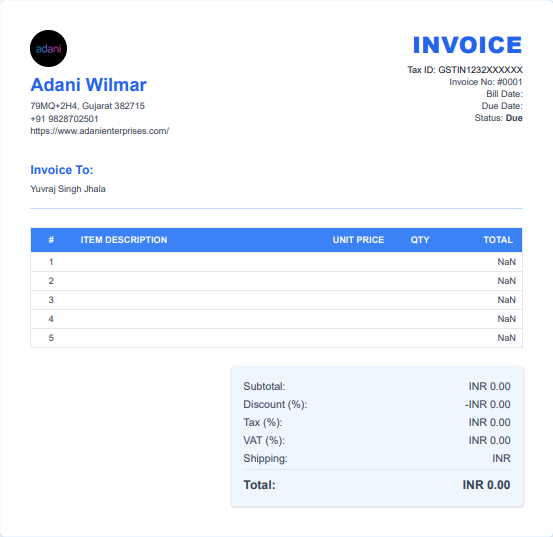 adani
INVOICE
Adani Wilmar
Tax ID: GSTIN1232XXXXXX
79MQ+2H4, Gujarat 382715
Invoice No: #0001
+91 9828702501
Bill Date:
https://www.adanienterprises.com/
Due Date:
Status: Due
Invoice To:
Yuvraj Singh Jhala
# ITEM DESCRIPTION UNIT PRICE QTY TOTAL
1 NaN
2 NaN
3 NaN
4 NaN
5 NaN
Subtotal: INR 0.00
Discount (%): -INR 0.00
Tax (%): INR 0.00
VAT (%): INR 0.00
Shipping: INR
Total: INR 0.00